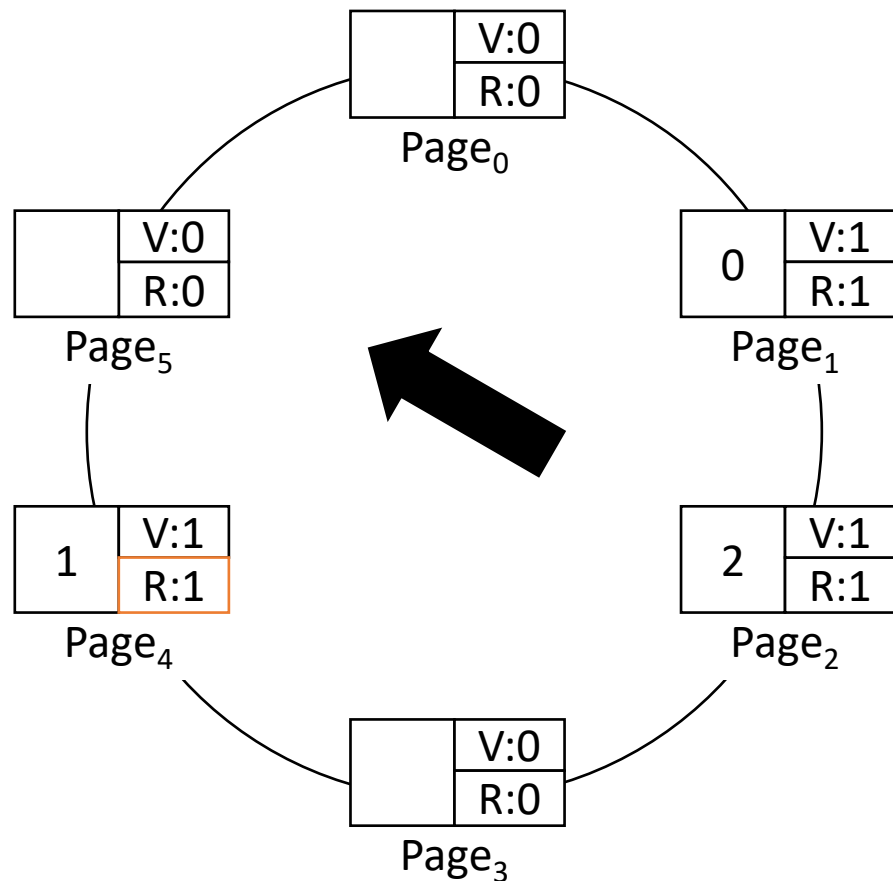 V:0
R:0
Page₀
V:0
R:0
Page₅
0
V:1
R:1
Page₁
1
V:1
R:1
Page₄
2
V:1
R:1
Page₂
V:0
R:0
Page₃